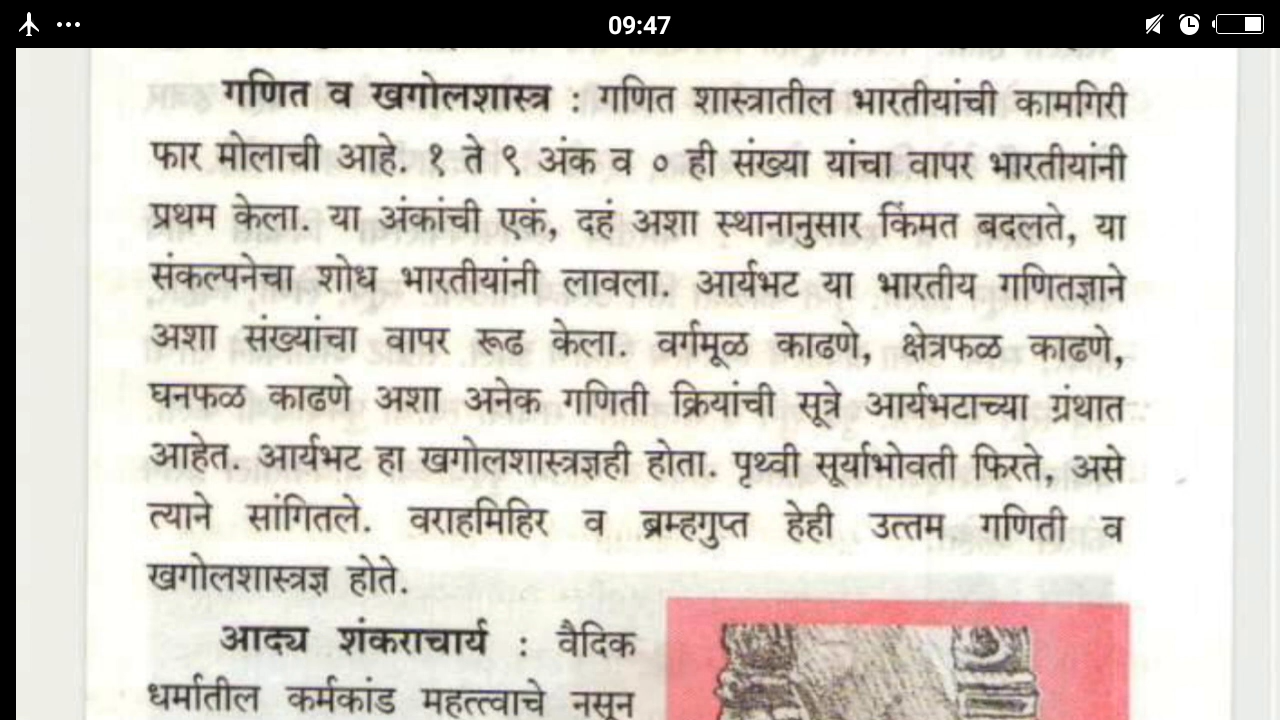 09:47
गणित व खगोलशास्त्र : गणित शास्त्रातील भारतीयांची कामगिरी
फार मोलाची आहे. १ ते ९ अंक व ० ही संख्या यांचा वापर भारतीयांनी
प्रथम केला. या अंकांची एकं, दहं अशा स्थानानुसार किंमत बदलते, या
संकल्पनेचा शोध भारतीयांनी लावला. आर्यभट या भारतीय गणितज्ञाने
अशा संख्यांचा वापर रूढ केला. वर्गमूळ काढणे, क्षेत्रफळ काढणे,
घनफळ काढणे अशा अनेक गणिती क्रियांची सूत्रे आर्यभटाच्या ग्रंथात
आहेत. आर्यभट हा खगोलशास्त्रज्ञही होता. पृथ्वी सूर्याभोवती फिरते, असे
त्याने सांगितले. वराहमिहिर व ब्रम्हगुप्त हेही उत्तम गणिती व
खगोलशास्त्रज्ञ होते.
आद्य शंकराचार्य : वैदिक
धर्मातील कर्मकांड महत्त्वाचे नसून